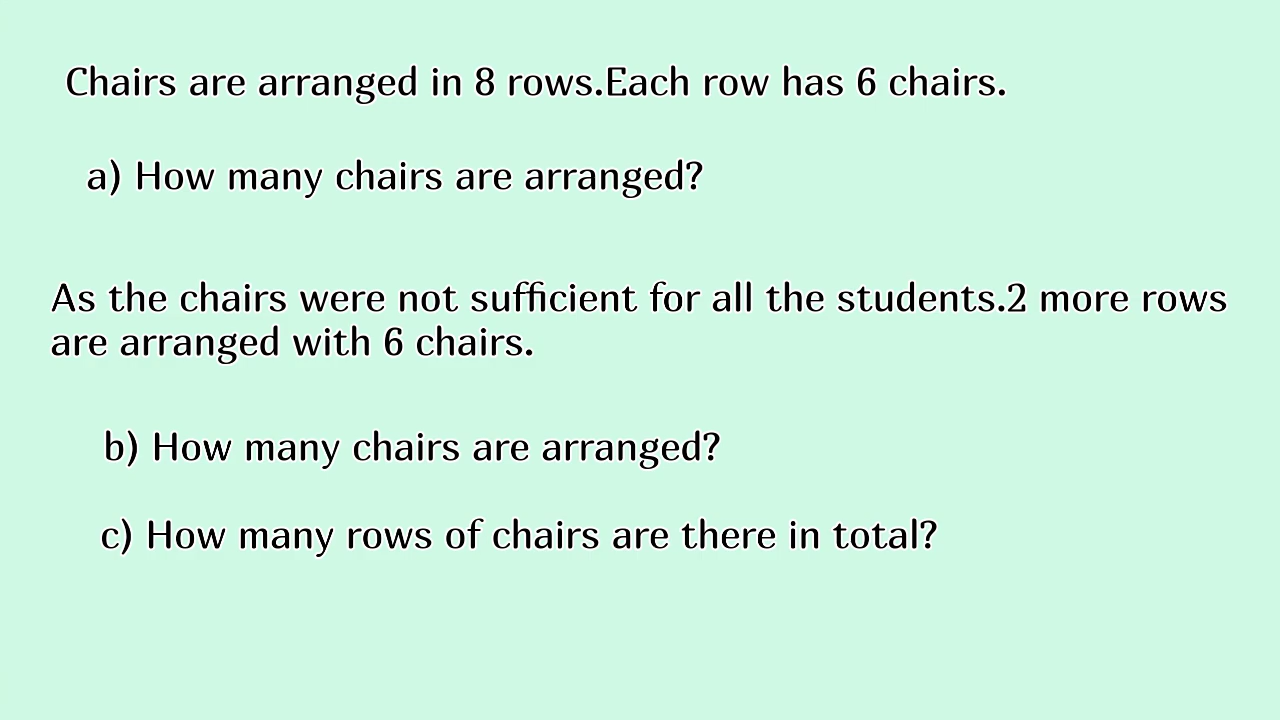 Chairs are arranged in 8 rows.Each row has 6 chairs.
a) How many chairs are arranged?
As the chairs were not sufficient for all the students.2 more rows
are arranged with 6 chairs.
b) How many chairs are arranged?
c) How many rows of chairs are there in total?